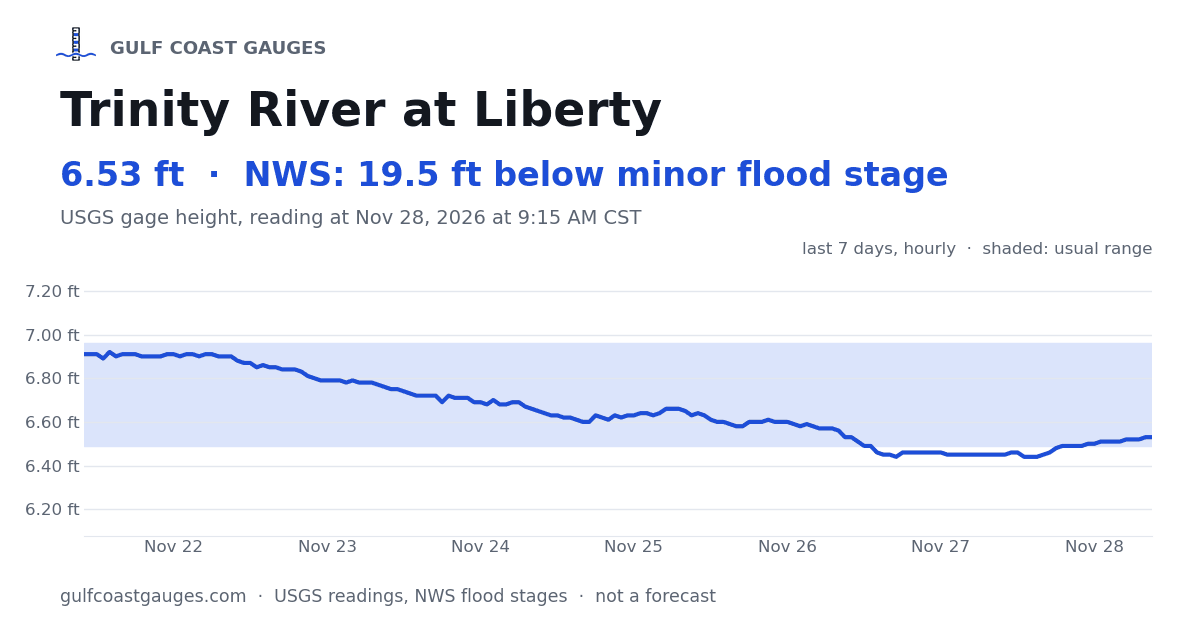 GULF COAST GAUGES
Trinity River at Liberty
6.53 ft · NWS: 19.5 ft below minor flood stage
USGS gage height, reading at Nov 28, 2026 at 9:15 AM CST
last 7 days, hourly · shaded: usual range
7.20 ft
7.00 ft
6.80 ft
6.60 ft
6.40 ft
6.20 ft
Nov 22 Nov 23 Nov 24 Nov 25 Nov 26 Nov 27 Nov 28
gulfcoastgauges.com · USGS readings, NWS flood stages · not a forecast